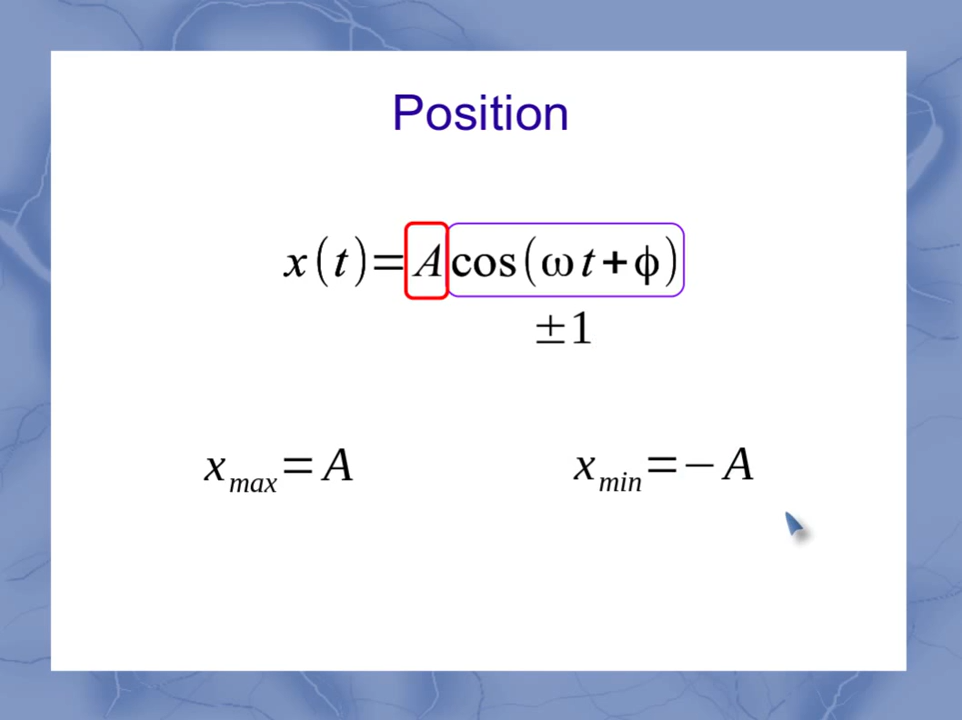 Position
x(t)=A cos(ωt+ϕ)
±1
x_max=A
x_min=−A